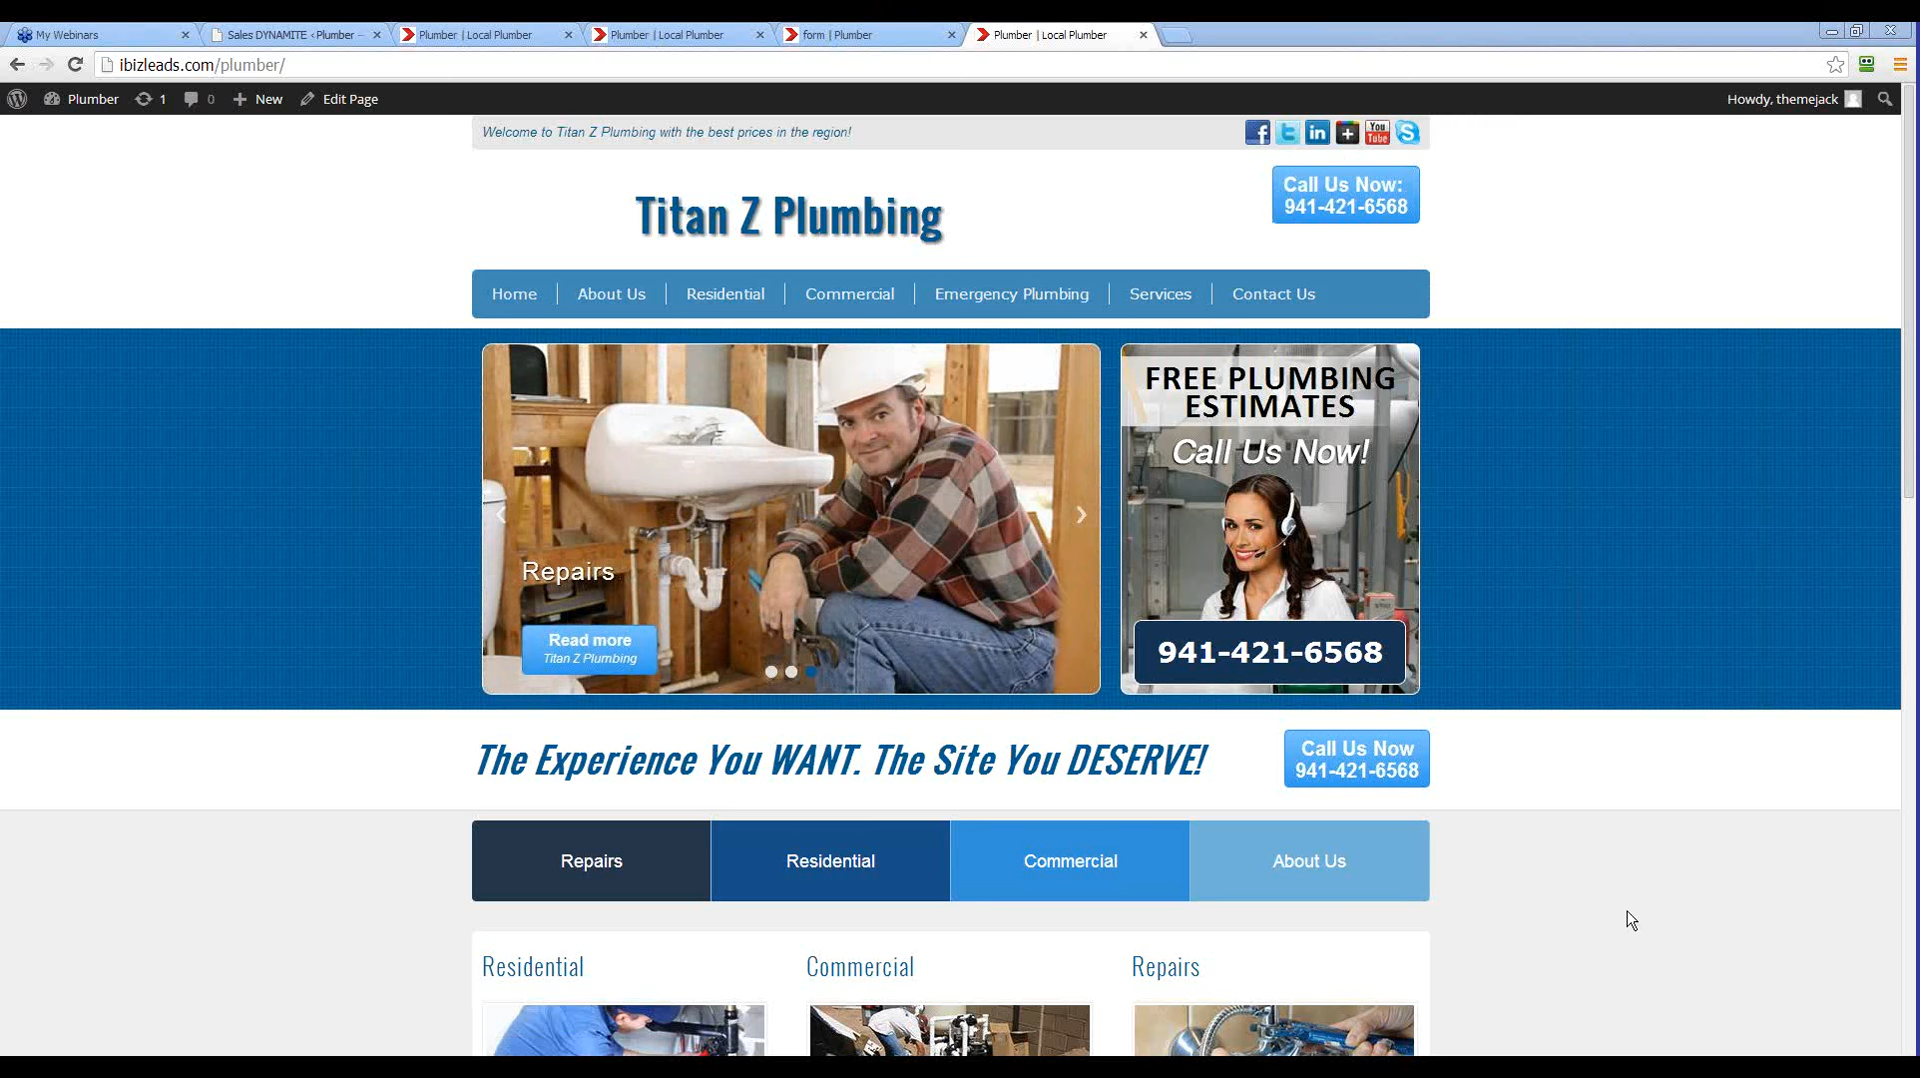 My Webinars
Sales DYNAMITE ‹ Plumber —
Plumber | Local Plumber
Plumber | Local Plumber
form | Plumber
Plumber | Local Plumber
ibizleads.com/plumber/
Plumber
1
0
New
Edit Page
Howdy, themejack
Welcome to Titan Z Plumbing with the best prices in the region!
in
You
Tube
Call Us Now:
941-421-6568
Titan Z Plumbing
Home
About Us
Residential
Commercial
Emergency Plumbing
Services
Contact Us
Repairs
Read more
Titan Z Plumbing
FREE PLUMBING
ESTIMATES
Call Us Now!
941-421-6568
The Experience You WANT. The Site You DESERVE!
Call Us Now
941-421-6568
Repairs
Residential
Commercial
About Us
Residential
Commercial
Repairs